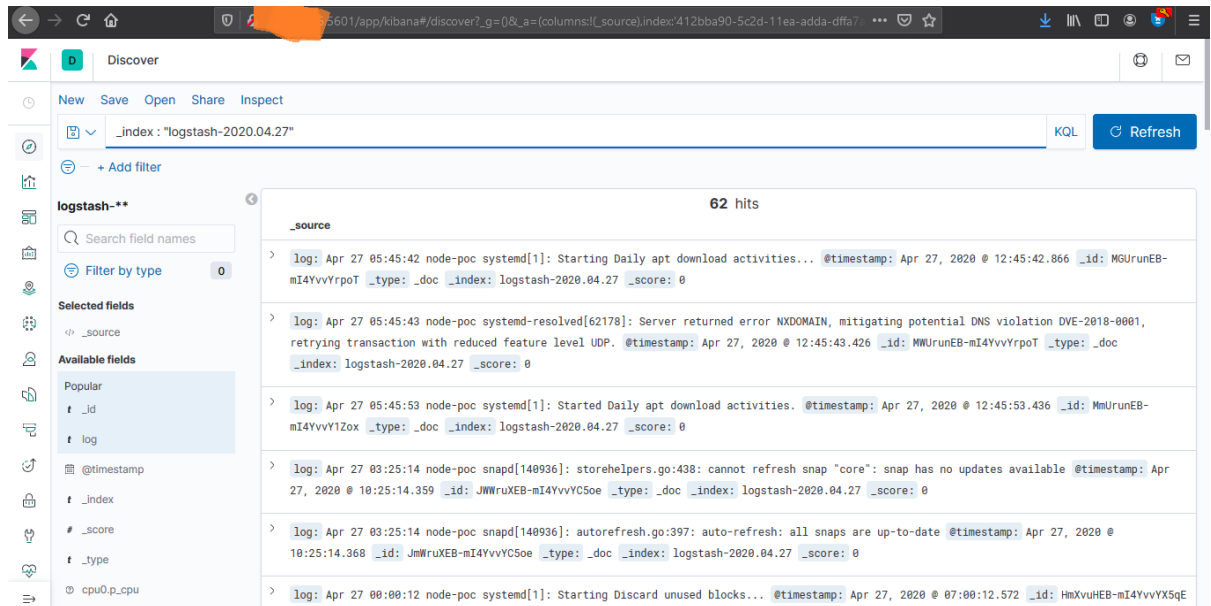 5601/app/kibana#/discover?_g=()&_a=(columns:!(_source),index:'412bba90-5c2d-11ea-adda-dffa7a
D Discover
New Save Open Share Inspect
_index : "logstash-2020.04.27"
KQL
Refresh
+ Add filter
logstash-**
Search field names
Filter by type 0
Selected fields
_source
Available fields
Popular
t _id
t log
@timestamp
t _index
# _score
t _type
? cpu0.p_cpu
62 hits
_source
log: Apr 27 05:45:42 node-poc systemd[1]: Starting Daily apt download activities... @timestamp: Apr 27, 2020 @ 12:45:42.866 _id: MGUrunEB-
mI4YvvYrpoT _type: _doc _index: logstash-2020.04.27 _score: 0
log: Apr 27 05:45:43 node-poc systemd-resolved[62178]: Server returned error NXDOMAIN, mitigating potential DNS violation DVE-2018-0001,
retrying transaction with reduced feature level UDP. @timestamp: Apr 27, 2020 @ 12:45:43.426 _id: MWUrunEB-mI4YvvYrpoT _type: _doc
_index: logstash-2020.04.27 _score: 0
log: Apr 27 05:45:53 node-poc systemd[1]: Started Daily apt download activities. @timestamp: Apr 27, 2020 @ 12:45:53.436 _id: MmUrunEB-
mI4YvvY1Zox _type: _doc _index: logstash-2020.04.27 _score: 0
log: Apr 27 03:25:14 node-poc snapd[140936]: storehelpers.go:438: cannot refresh snap "core": snap has no updates available @timestamp: Apr
27, 2020 @ 10:25:14.359 _id: JWWruXEB-mI4YvvYC5oe _type: _doc _index: logstash-2020.04.27 _score: 0
log: Apr 27 03:25:14 node-poc snapd[140936]: autorefresh.go:397: auto-refresh: all snaps are up-to-date @timestamp: Apr 27, 2020 @
10:25:14.368 _id: JmWruXEB-mI4YvvYC5oe _type: _doc _index: logstash-2020.04.27 _score: 0
log: Apr 27 00:00:12 node-poc systemd[1]: Starting Discard unused blocks... @timestamp: Apr 27, 2020 @ 07:00:12.572 _id: HmXvuHEB-mI4YvvYX5qE